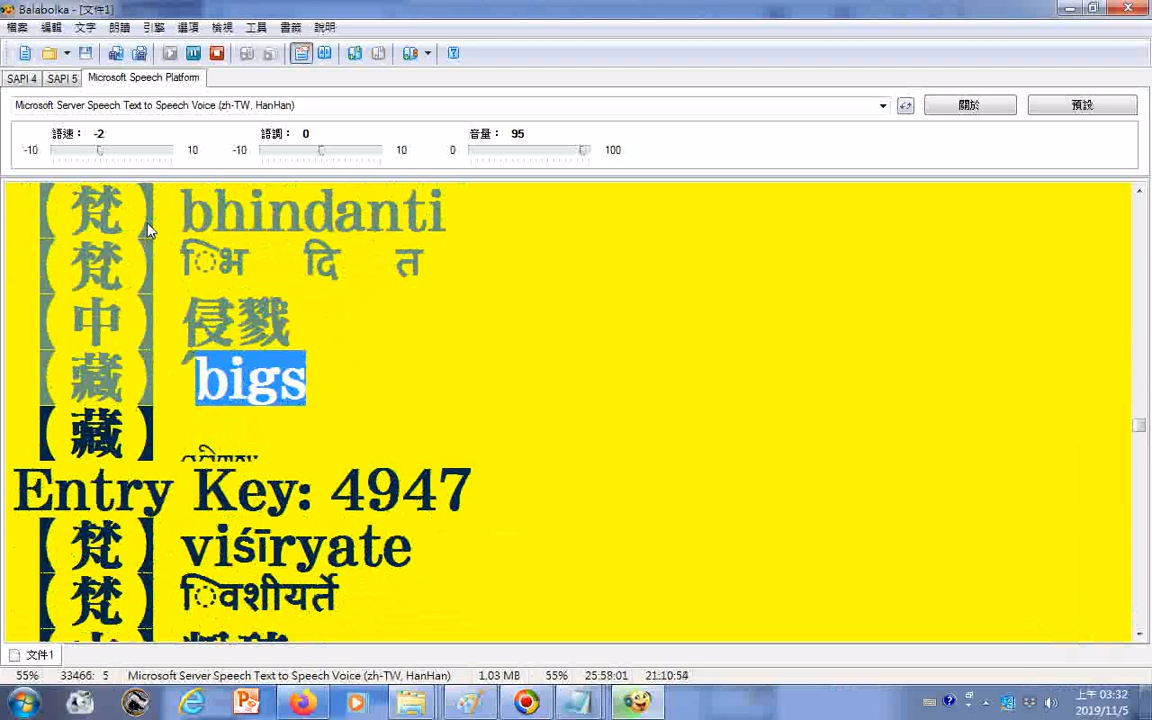 Balabolka - [文件1]
檔案 編輯 文字 朗讀 引擎 選項 檢視 工具 書籤 說明
SAPI 4 SAPI 5 Microsoft Speech Platform
Microsoft Server Speech Text to Speech Voice (zh-TW, HanHan) 關於 預設
語速： -2 語調： 0 音量： 95
-10 10 -10 10 0 100
【梵】 bhindanti
【梵】 िभ दि त
【中】 侵戮
【藏】 'bigs
【藏】
Entry Key: 4947
【梵】 viśīryate
【梵】 िवशीयर्ते
文件1
55% 33466: 5 Microsoft Server Speech Text to Speech Voice (zh-TW, HanHan) 1.03 MB 55% 25:58:01 21:10:54
上午 03:32
2019/11/5